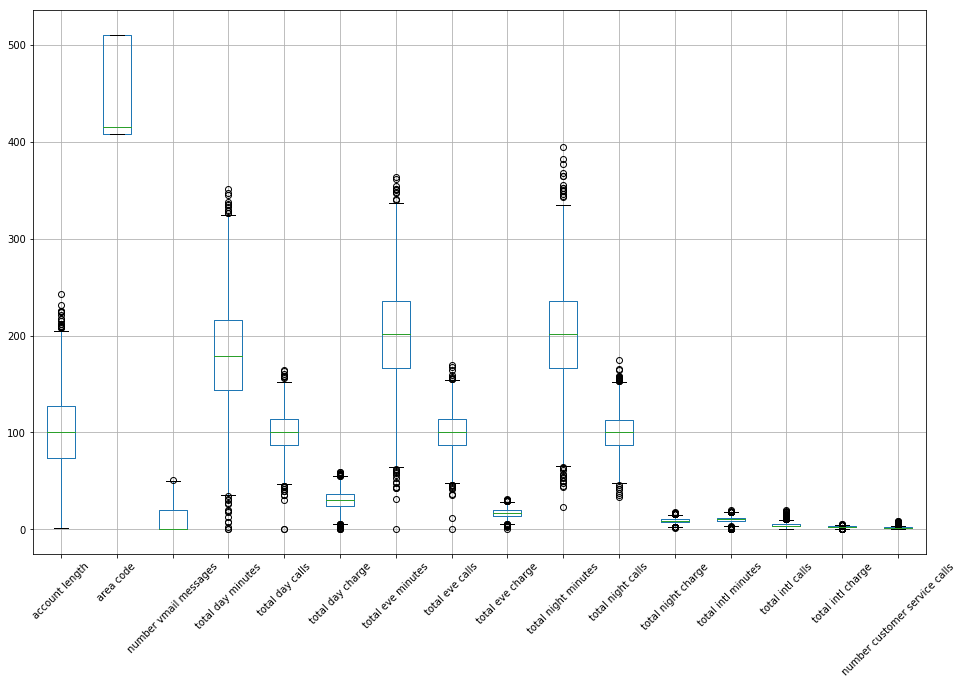 500
400
300
200
100
0
account length
area code
number vmail messages
total day minutes
total day calls
total day charge
total eve minutes
total eve calls
total eve charge
total night minutes
total night calls
total night charge
total intl minutes
total intl calls
total intl charge
number customer service calls